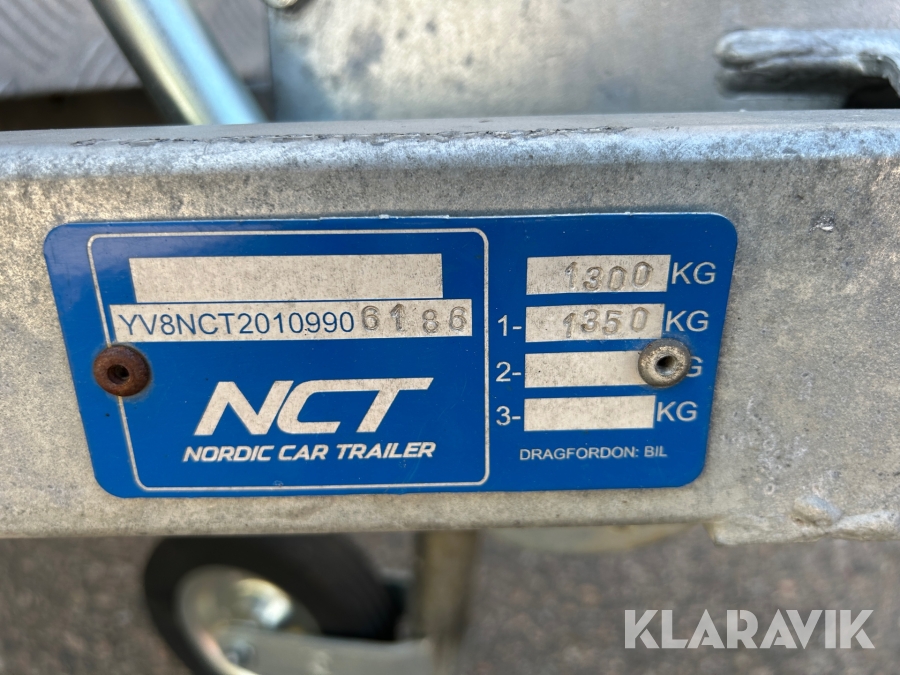 YV8NCT20109906186
NCT
NORDIC CAR TRAILER
1300 KG
1- 1350 KG
2- G
3- KG
DRAGFORDON: BIL
KLARAVIK